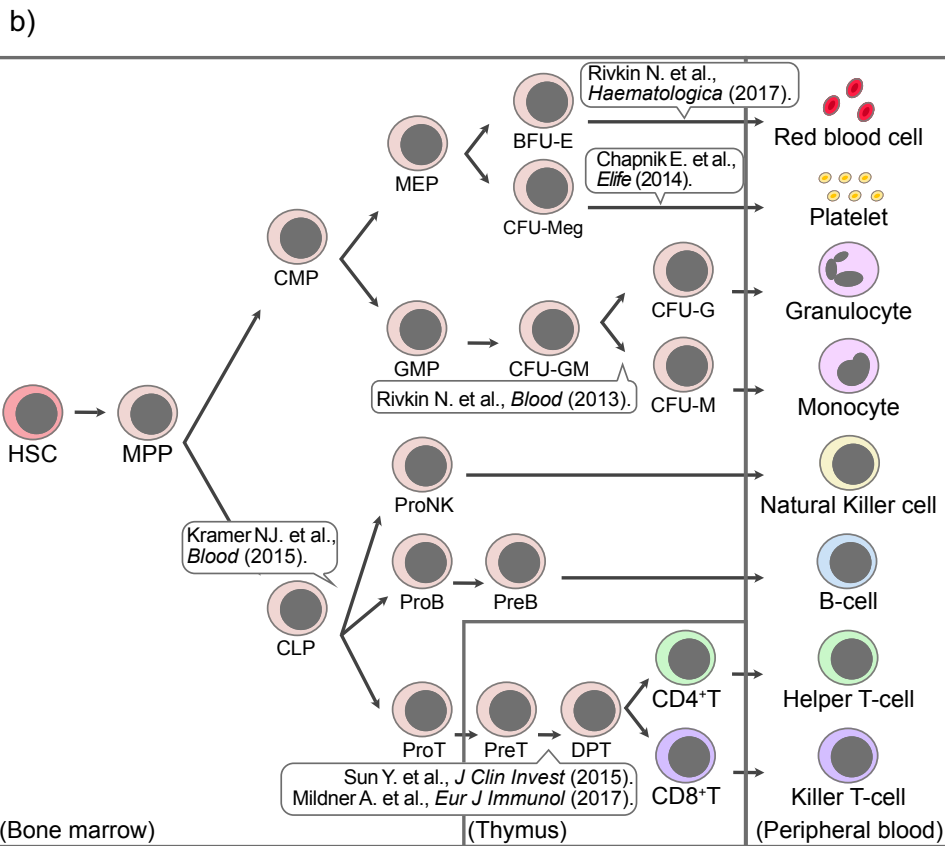 b)
Rivkin N. et al.,
Haematologica (2017).
BFU-E
Red blood cell
MEP
Chapnik E. et al.,
Elife (2014).
CFU-Meg
Platelet
CMP
CFU-G
Granulocyte
GMP
CFU-GM
Rivkin N. et al., Blood (2013).
CFU-M
Monocyte
HSC
MPP
ProNK
Natural Killer cell
Kramer NJ. et al.,
Blood (2015).
ProB
PreB
B-cell
CLP
CD4⁺T
Helper T-cell
ProT
PreT
DPT
Sun Y. et al., J Clin Invest (2015).
Mildner A. et al., Eur J Immunol (2017).
CD8⁺T
Killer T-cell
(Bone marrow)
(Thymus)
(Peripheral blood)